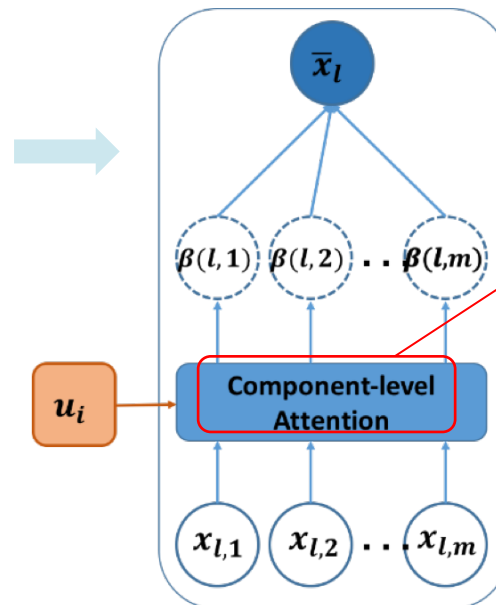 x̅_l
β(l, 1) β(l, 2) . . . β(l,m)
Component-level
Attention
u_i
x_{l,1} x_{l,2} . . . x_{l,m}